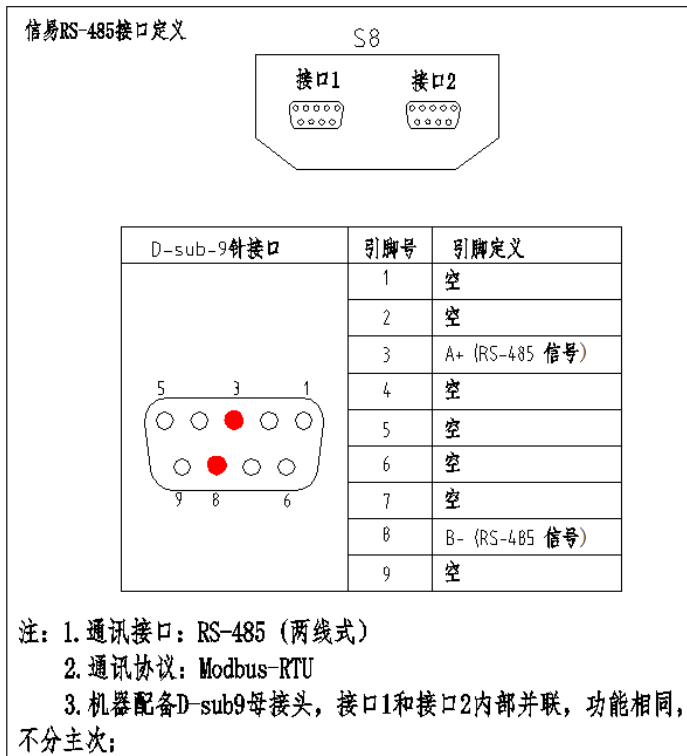 信易RS-485接口定义
S8
接口1 接口2
D-sub-9针接口 引脚号 引脚定义
1 空
2 空
3 A+ (RS-485 信号)
4 空
5 空
6 空
7 空
8 B- (RS-485 信号)
9 空
5 3 1
9 8 6
注: 1.通讯接口: RS-485 (两线式)
2.通讯协议: Modbus-RTU
3.机器配备D-sub9母接头, 接口1和接口2内部并联, 功能相同,
不分主次;